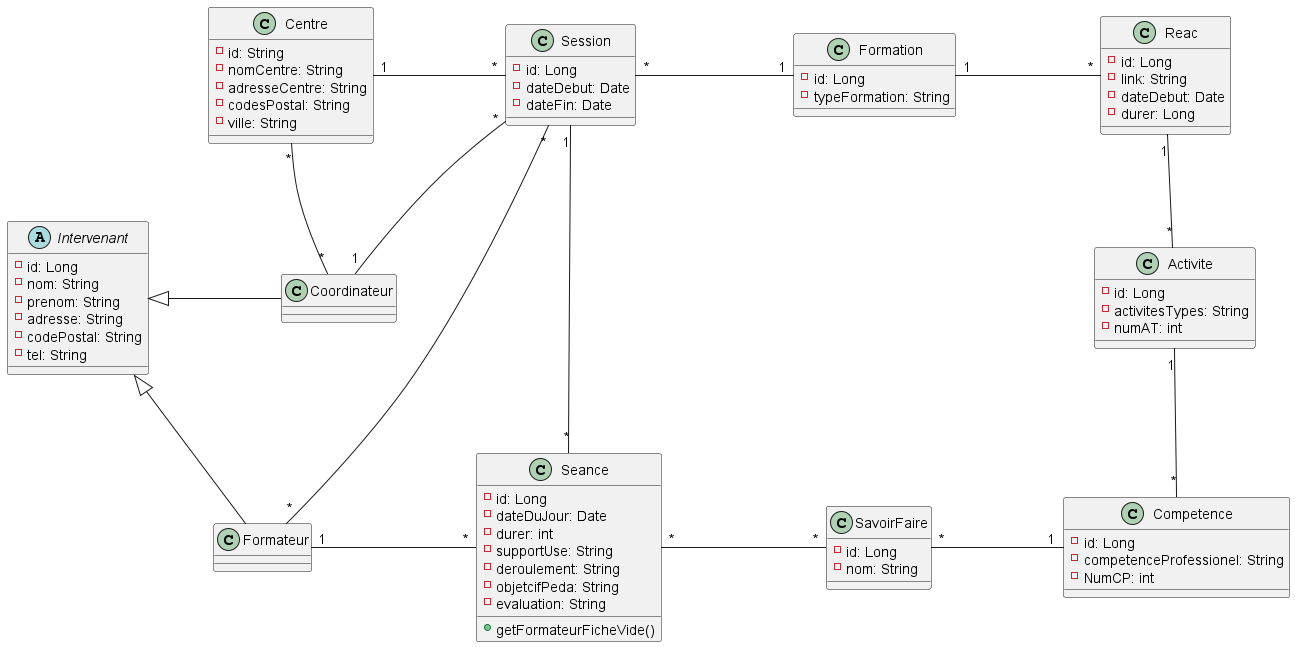 C Centre
id: String
nomCentre: String
adresseCentre: String
codesPostal: String
ville: String
C Session
id: Long
dateDebut: Date
dateFin: Date
C Formation
id: Long
typeFormation: String
C Reac
id: Long
link: String
dateDebut: Date
durer: Long
1 *
* 1
1 *
*
*
*
1
*
1
1
*
A Intervenant
id: Long
nom: String
prenom: String
adresse: String
codePostal: String
tel: String
C Coordinateur
C Activite
id: Long
activitesTypes: String
numAT: int
1
*
*
*
C Formateur
1 *
C Seance
id: Long
dateDuJour: Date
durer: int
supportUse: String
deroulement: String
objetcifPeda: String
evaluation: String
getFormateurFicheVide()
* *
C SavoirFaire
id: Long
nom: String
* 1
C Competence
id: Long
competenceProfessionel: String
NumCP: int